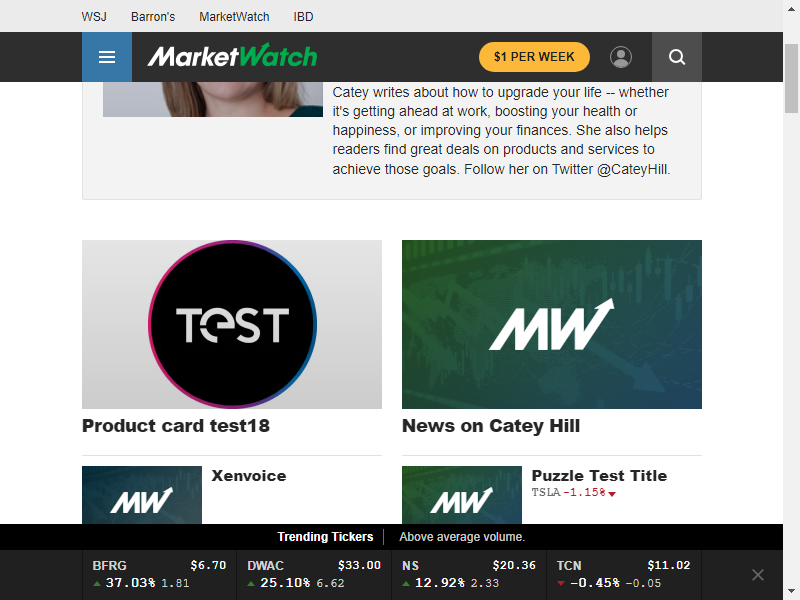 WSJ Barron's MarketWatch IBD
MarketWatch $1 PER WEEK
Catey writes about how to upgrade your life -- whether
it's getting ahead at work, boosting your health or
happiness, or improving your finances. She also helps
readers find great deals on products and services to
achieve those goals. Follow her on Twitter @CateyHill.
TEST
MW
Product card test18
News on Catey Hill
MW
Xenvoice
MW
Puzzle Test Title
TSLA -1.15%
Trending Tickers Above average volume.
BFRG $6.70
37.03% 1.81
DWAC $33.00
25.10% 6.62
NS $20.36
12.92% 2.33
TCN $11.02
-0.45% -0.05